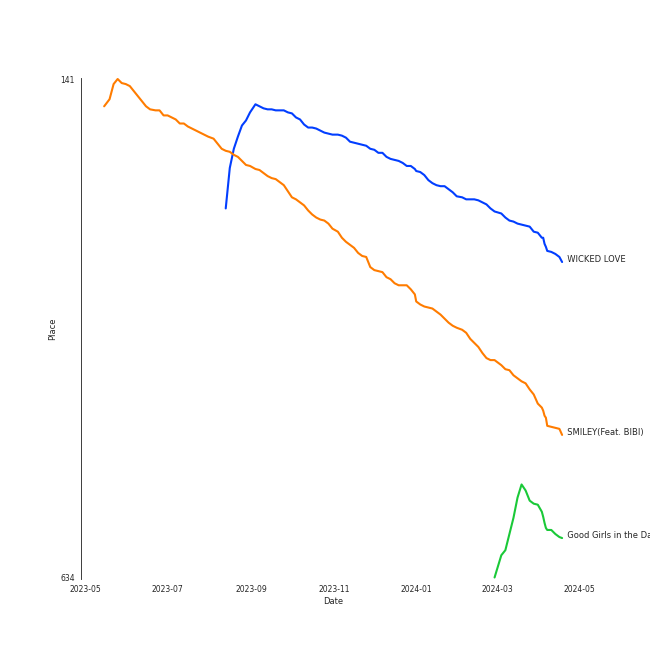 141
WICKED LOVE
Place
SMILEY(Feat. BIBI)
Good Girls in the Da
634
2023-05 2023-07 2023-09 2023-11 2024-01 2024-03 2024-05
Date